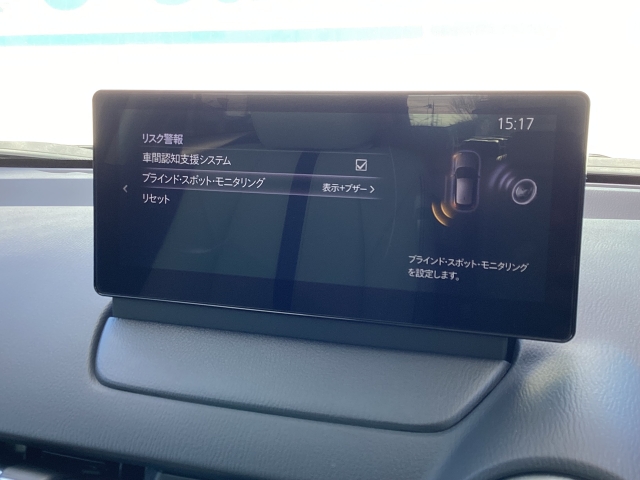 15:17
リスク警報
車間認知支援システム
ブラインド・スポット・モニタリング 表示+ブザー
リセット
ブラインド・スポット・モニタリング
を設定します。